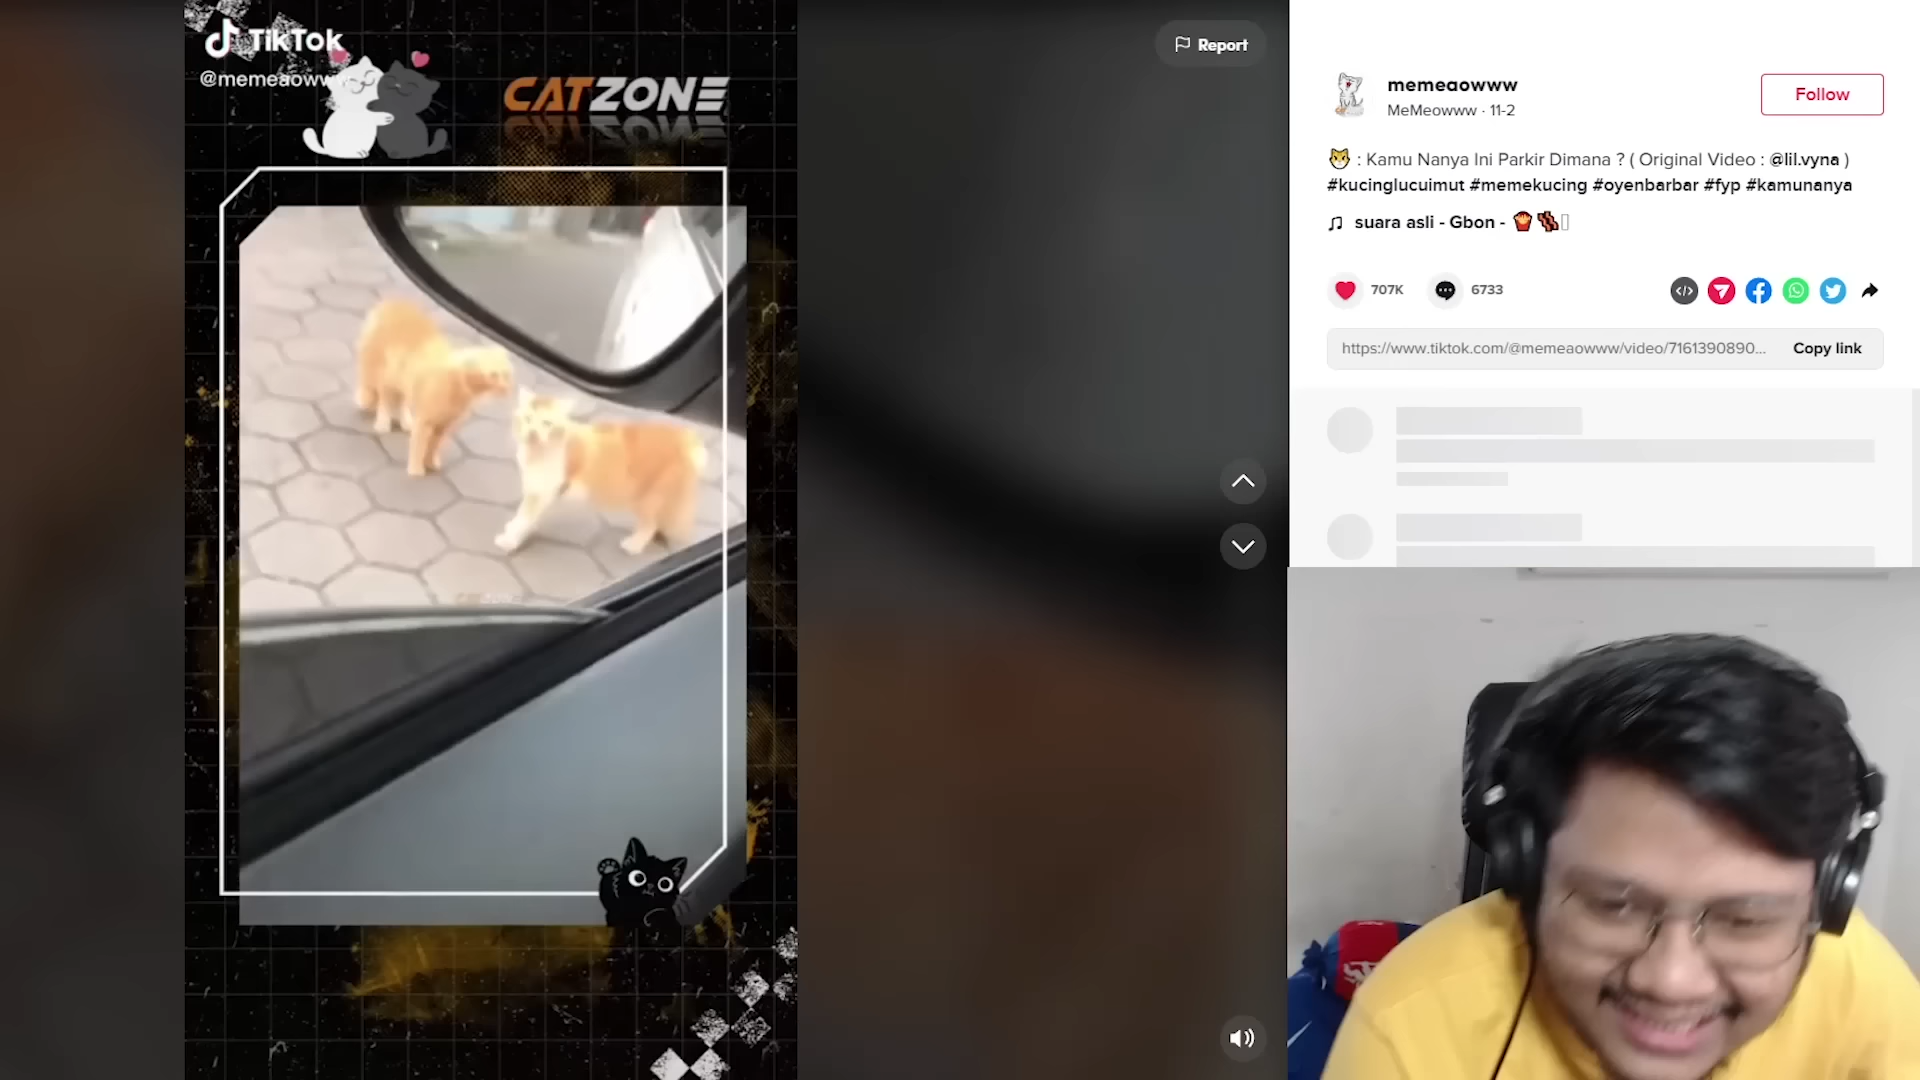 TikTok
@memeaoww
CATZONE
Report
memeaowww
MeMeowww · 11-2
Follow
: Kamu Nanya Ini Parkir Dimana ? ( Original Video : @lil.vyna )
#kucinglucuimut #memekucing #oyenbarbar #fyp #kamunanya
suara asli - Gbon -
707K
6733
https://www.tiktok.com/@memeaowww/video/7161390890...
Copy link